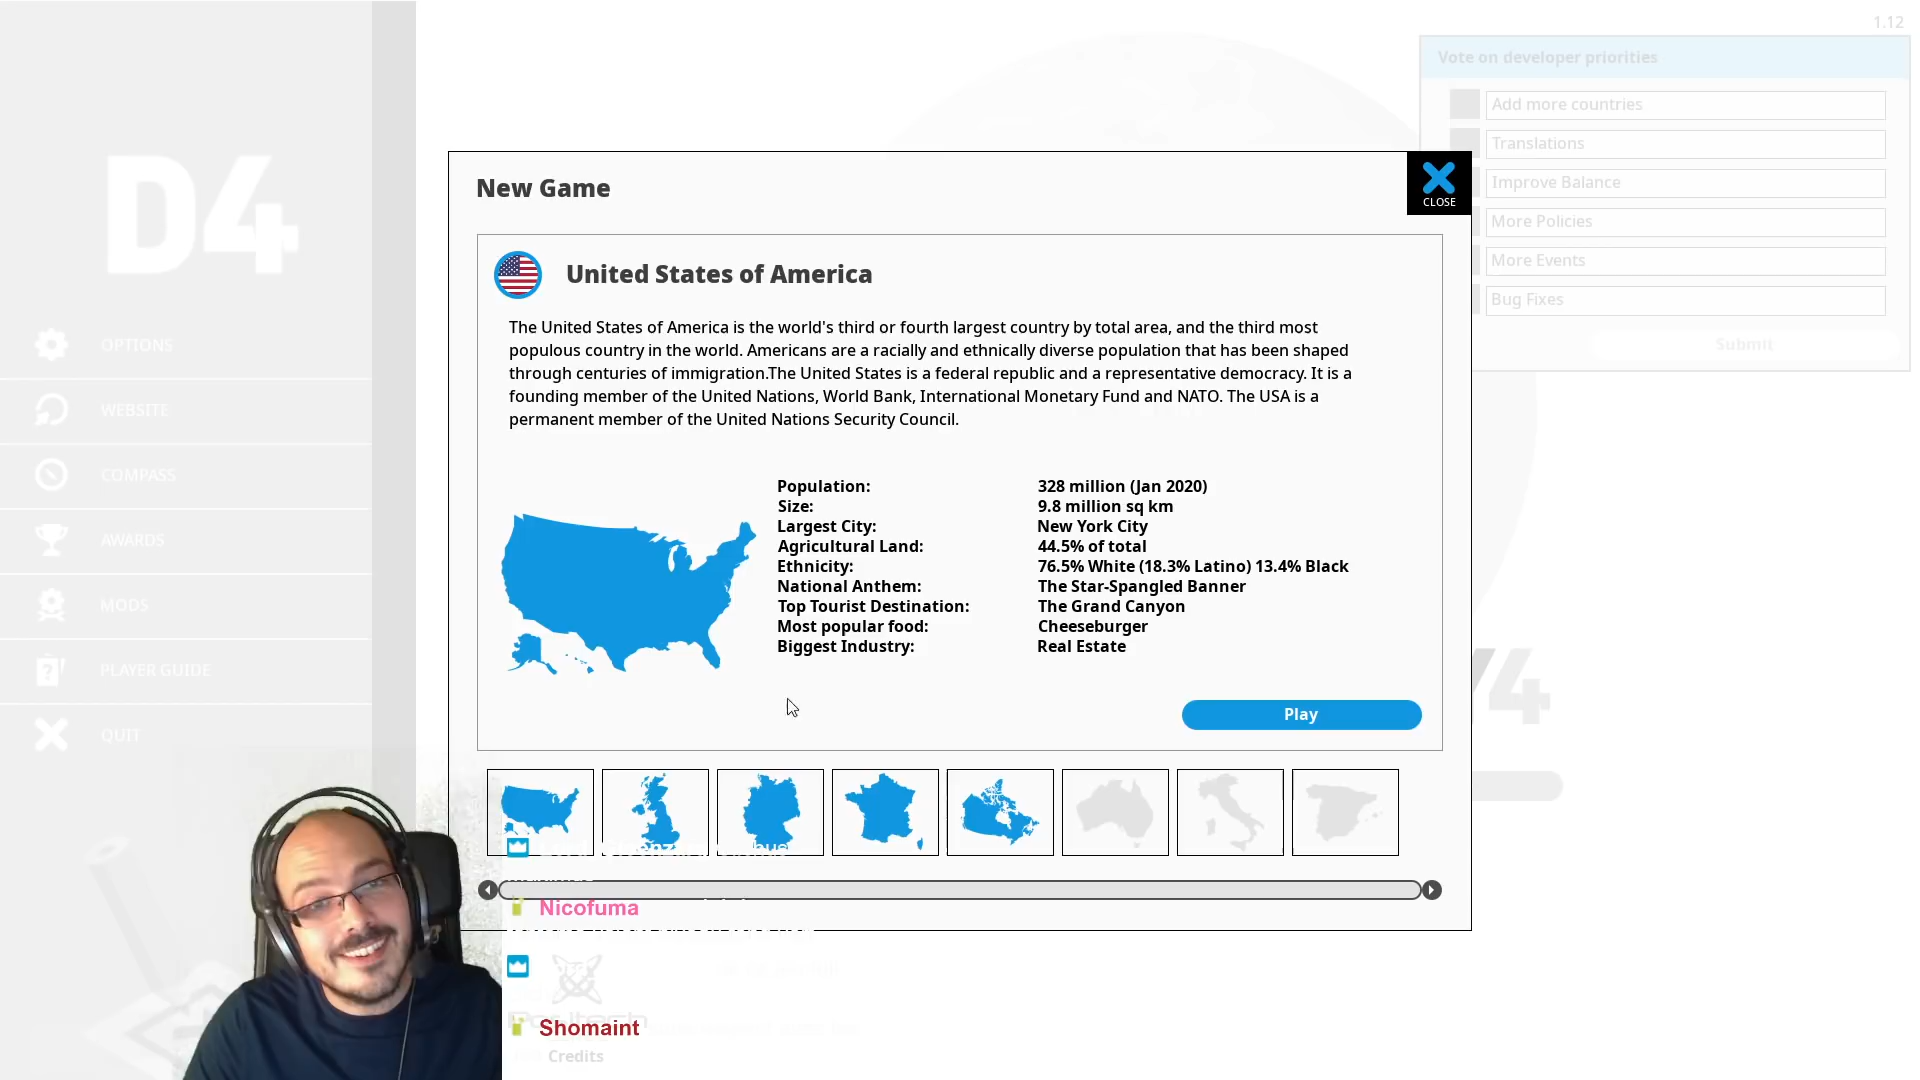 1.12
Vote on developer priorities
Add more countries
Translations
Improve Balance
More Policies
More Events
Bug Fixes
Submit
D4
OPTIONS
WEBSITE
COMPASS
AWARDS
MODS
PLAYER GUIDE
QUIT
New Game
CLOSE
United States of America
The United States of America is the world's third or fourth largest country by total area, and the third most
populous country in the world. Americans are a racially and ethnically diverse population that has been shaped
through centuries of immigration.The United States is a federal republic and a representative democracy. It is a
founding member of the United Nations, World Bank, International Monetary Fund and NATO. The USA is a
permanent member of the United Nations Security Council.
Population: 328 million (Jan 2020)
Size: 9.8 million sq km
Largest City: New York City
Agricultural Land: 44.5% of total
Ethnicity: 76.5% White (18.3% Latino) 13.4% Black
National Anthem: The Star-Spangled Banner
Top Tourist Destination: The Grand Canyon
Most popular food: Cheeseburger
Biggest Industry: Real Estate
Play
Nicofuma
Shomaint
Credits